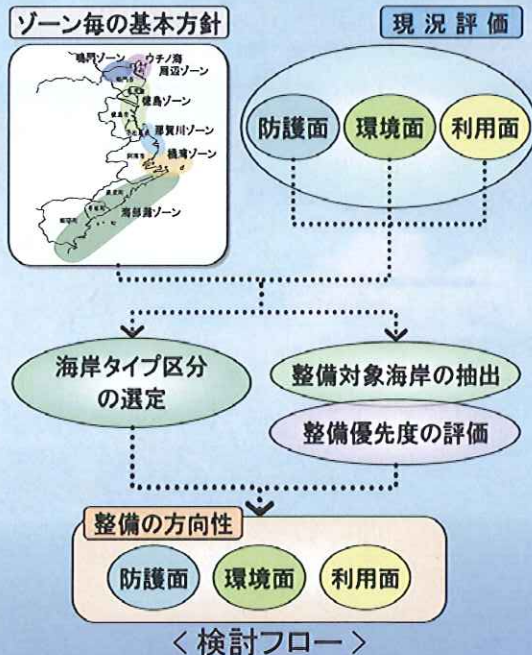 ゾーン毎の基本方針
現況評価
鳴門ゾーン
ウチノ海
周辺ゾーン
徳島ゾーン
那賀川ゾーン
橘湾ゾーン
海部灘ゾーン
防護面
環境面
利用面
海岸タイプ区分
の選定
整備対象海岸の抽出
整備優先度の評価
整備の方向性
防護面
環境面
利用面
<検討フロー>